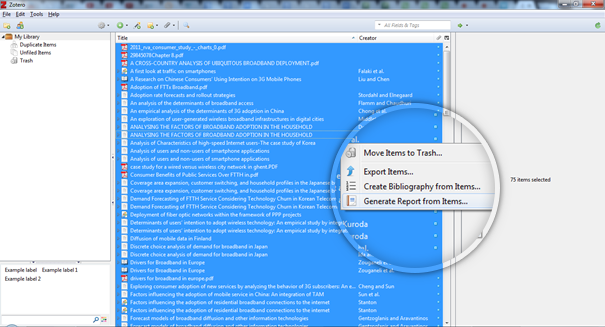 Zotero
File Edit Tools Help
All Fields & Tags
My Library
Duplicate Items
Unfiled Items
Trash
Title Creator
2011_nra_consumer_study_-_charts_0.pdf
29845078Chapter 8.pdf
A CROSS-COUNTRY ANALYSIS OF UBIQUITOUS BROADBAND DEPLOYMENT.pdf
A first look at traffic on smartphones Falaki et al.
A Research on Chinese Consumers' Using Intention on 3G Mobile Phones Liu and Chen
Adoption of FTTx Broadband.pdf
Adoption rate forecasts and rollout strategies Stordahl and Elnegaard
An analysis of the determinants of broadband access Flamm and Chaudhuri
An empirical analysis of the determinants of 3G adoption in China Chong
An exploration of user-generated wireless broadband infrastructures in digital cities Middle
ANALYSING THE FACTORS OF BROADBAND ADOPTION IN THE HOUSEHOLD
ANALYSING THE FACTORS OF BROADBAND ADOPTION IN THE HOUSEHOLD
Analysis of Characteristics of high-speed Internet users-The case study of Korea
Analysis of users and non-users of smartphone applications
Analysis of users and non-users of smartphone applications
case study for a wired versus wireless city network in ghent.PDF
Consumer Benefits of Public Services Over FTTH in.pdf
Coverage area expansion, customer switching, and household profiles in the Japanese
Coverage area expansion, customer switching, and household profiles in the Japanese
Demand Forecasting of FTTH Service Considering Technology Churn in Korean Telecom
Demand Forecasting of FTTH Service Considering Technology Churn in Korean Telecom
Deployment of fiber optic networks within the framework of PPP projects
Determinants of users' intention to adopt wireless technology: An empirical study by integ
Determinants of users' intention to adopt wireless technology: An empirical study by integ
Diffusion of mobile data in Finland
Discrete choice analysis of demand for broadband in Japan
Discrete choice analysis of demand for broadband in Japan
Drivers for Broadband in Europe Zouganeli et al.
Drivers for Broadband in Europe Zouganeli et al.
drivers for broadband in europe.pdf
Exploring consumer adoption of new services by analyzing the behavior of 3G subscribers: An e... Cheng and Sun
Factors influencing the adoption of mobile service in China: An integration of TAM Sun et al.
Factors influencing the adoption of residential broadband connections to the internet Stanton
Factors influencing the adoption of residential broadband connections to the internet Stanton
Forecast models of broadband diffusion and other information technologies Gentzoglanis and Aravantinos
Forecast models of broadband diffusion and other information technologies Gentzoglanis and Aravantinos
Move Items to Trash...
Export Items...
Create Bibliography from Items...
Generate Report from Items...
Kuroda
75 items selected
Example label Example label 1
Example label 2